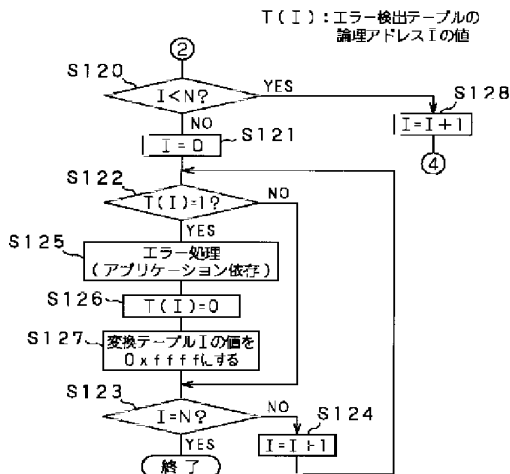 T(I):エラー検出テーブルの
論理アドレスIの値
②
S120
I<N?
YES
S128
I=I+1
④
NO
S121
I=0
S122
T(I)=1?
NO
YES
S125
エラー処理
(アプリケーション依存)
S126
T(I)=0
S127
変換テーブルIの値を
0xffffにする
S123
I=N?
NO
S124
I=I+1
YES
終了